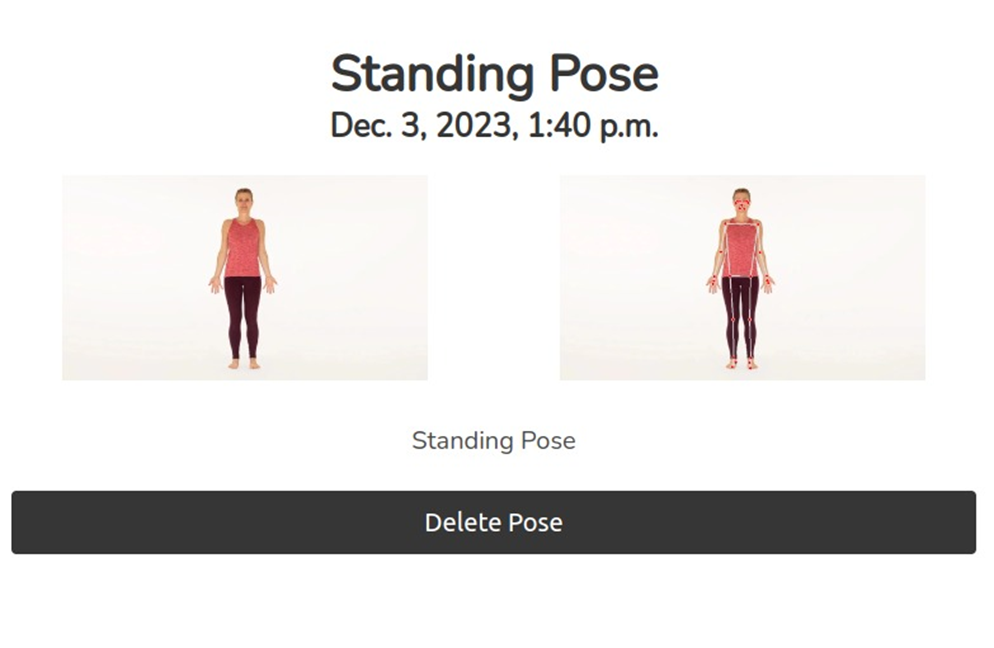 Standing Pose
Dec. 3, 2023, 1:40 p.m.
Standing Pose
Delete Pose